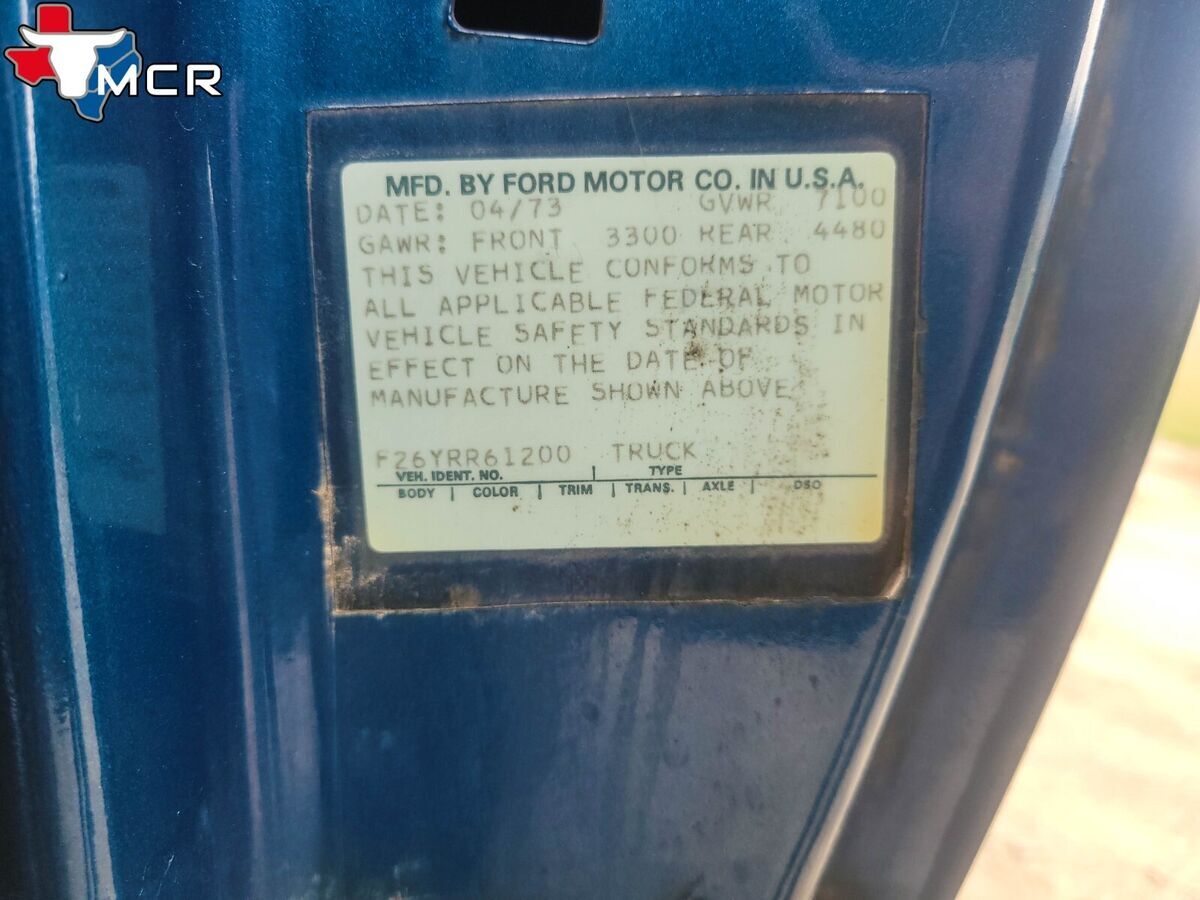 MCR
MFD. BY FORD MOTOR CO. IN U.S.A.
DATE: 04/73 GVWR 7100
GAWR: FRONT 3300 REAR 4480
THIS VEHICLE CONFORMS TO
ALL APPLICABLE FEDERAL MOTOR
VEHICLE SAFETY STANDARDS IN
EFFECT ON THE DATE OF
MANUFACTURE SHOWN ABOVE
F26YRR61200 TRUCK
VEH. IDENT. NO. | TYPE
BODY | COLOR | TRIM | TRANS. | AXLE | DSO